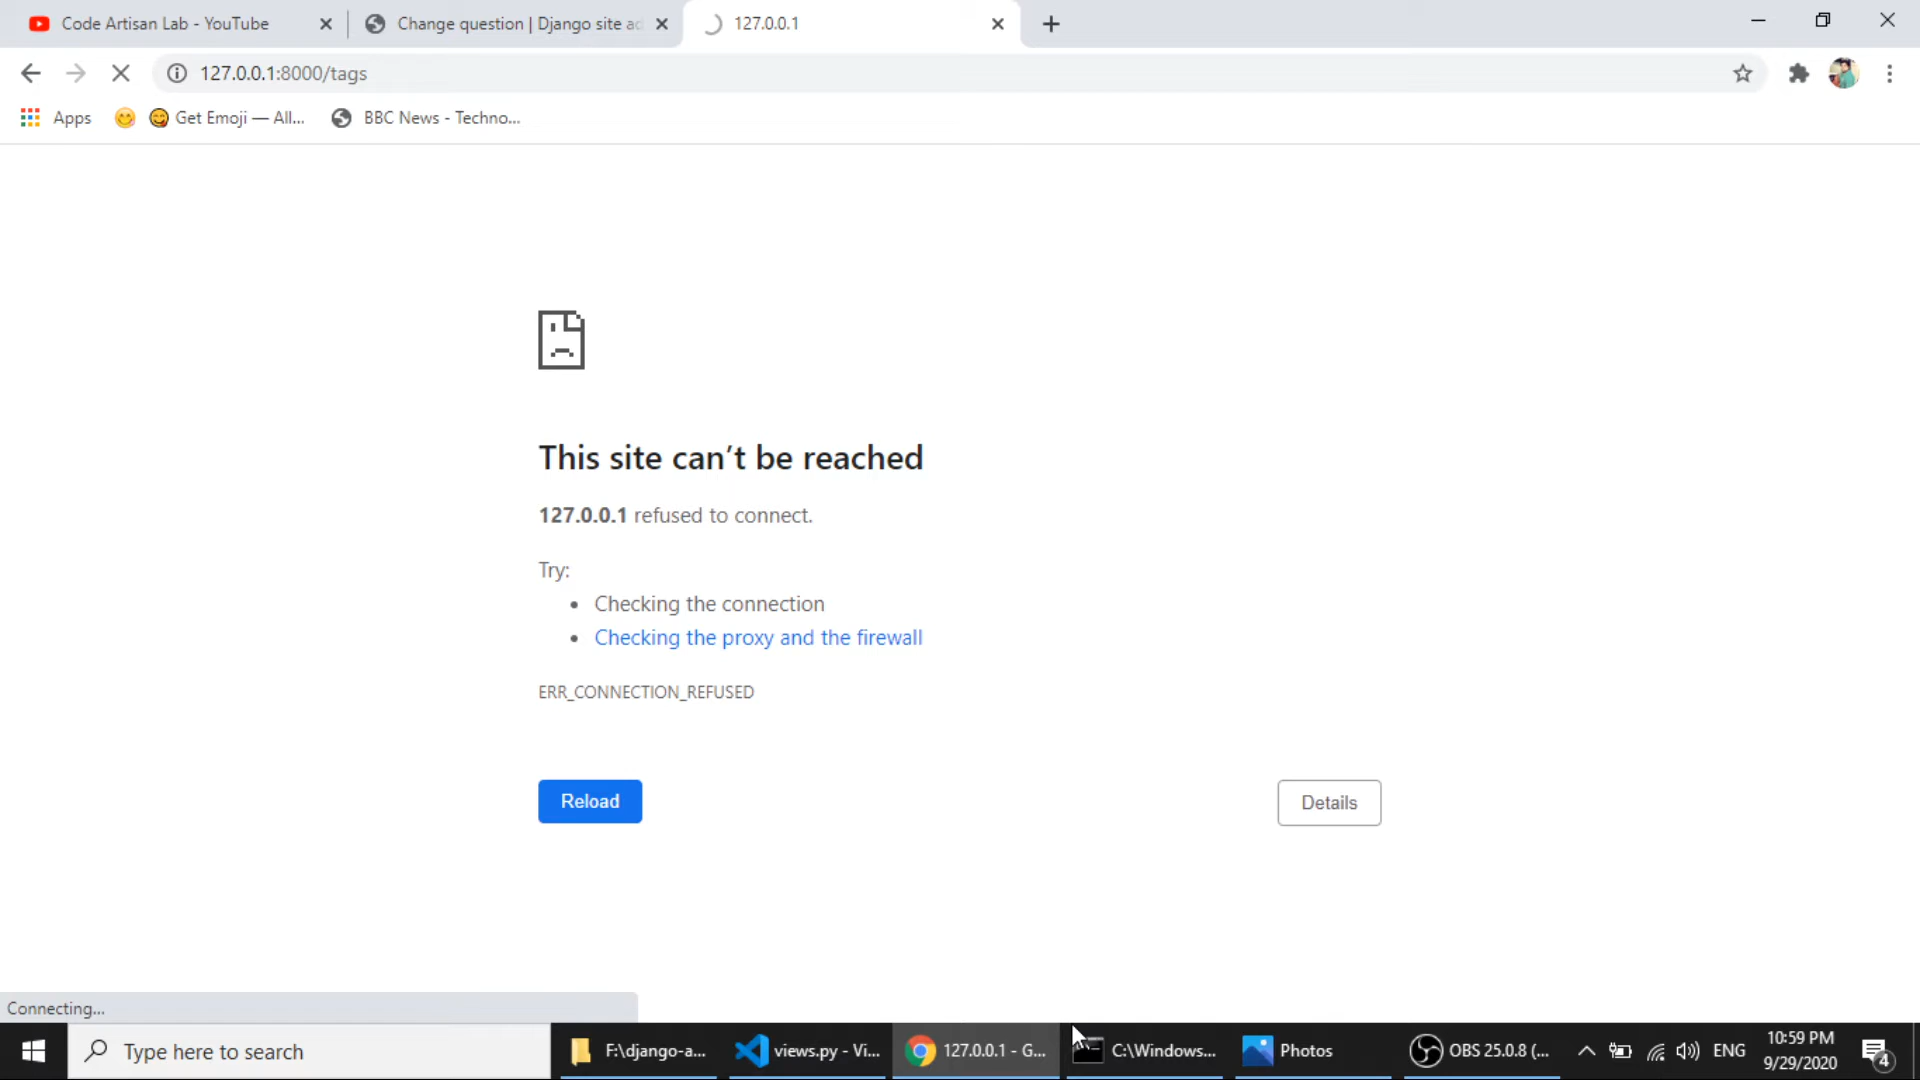 Code Artisan Lab - YouTube
Change question | Django site ad
127.0.0.1
127.0.0.1:8000/tags
Apps
Get Emoji — All...
BBC News - Techno...
This site can't be reached
127.0.0.1 refused to connect.
Try:
• Checking the connection
• Checking the proxy and the firewall
ERR_CONNECTION_REFUSED
Reload
Details
Connecting...
Type here to search
F:\django-a...
views.py - Vi...
127.0.0.1 - G...
C:\Windows...
Photos
OBS 25.0.8 (...
ENG
10:59 PM
9/29/2020
4